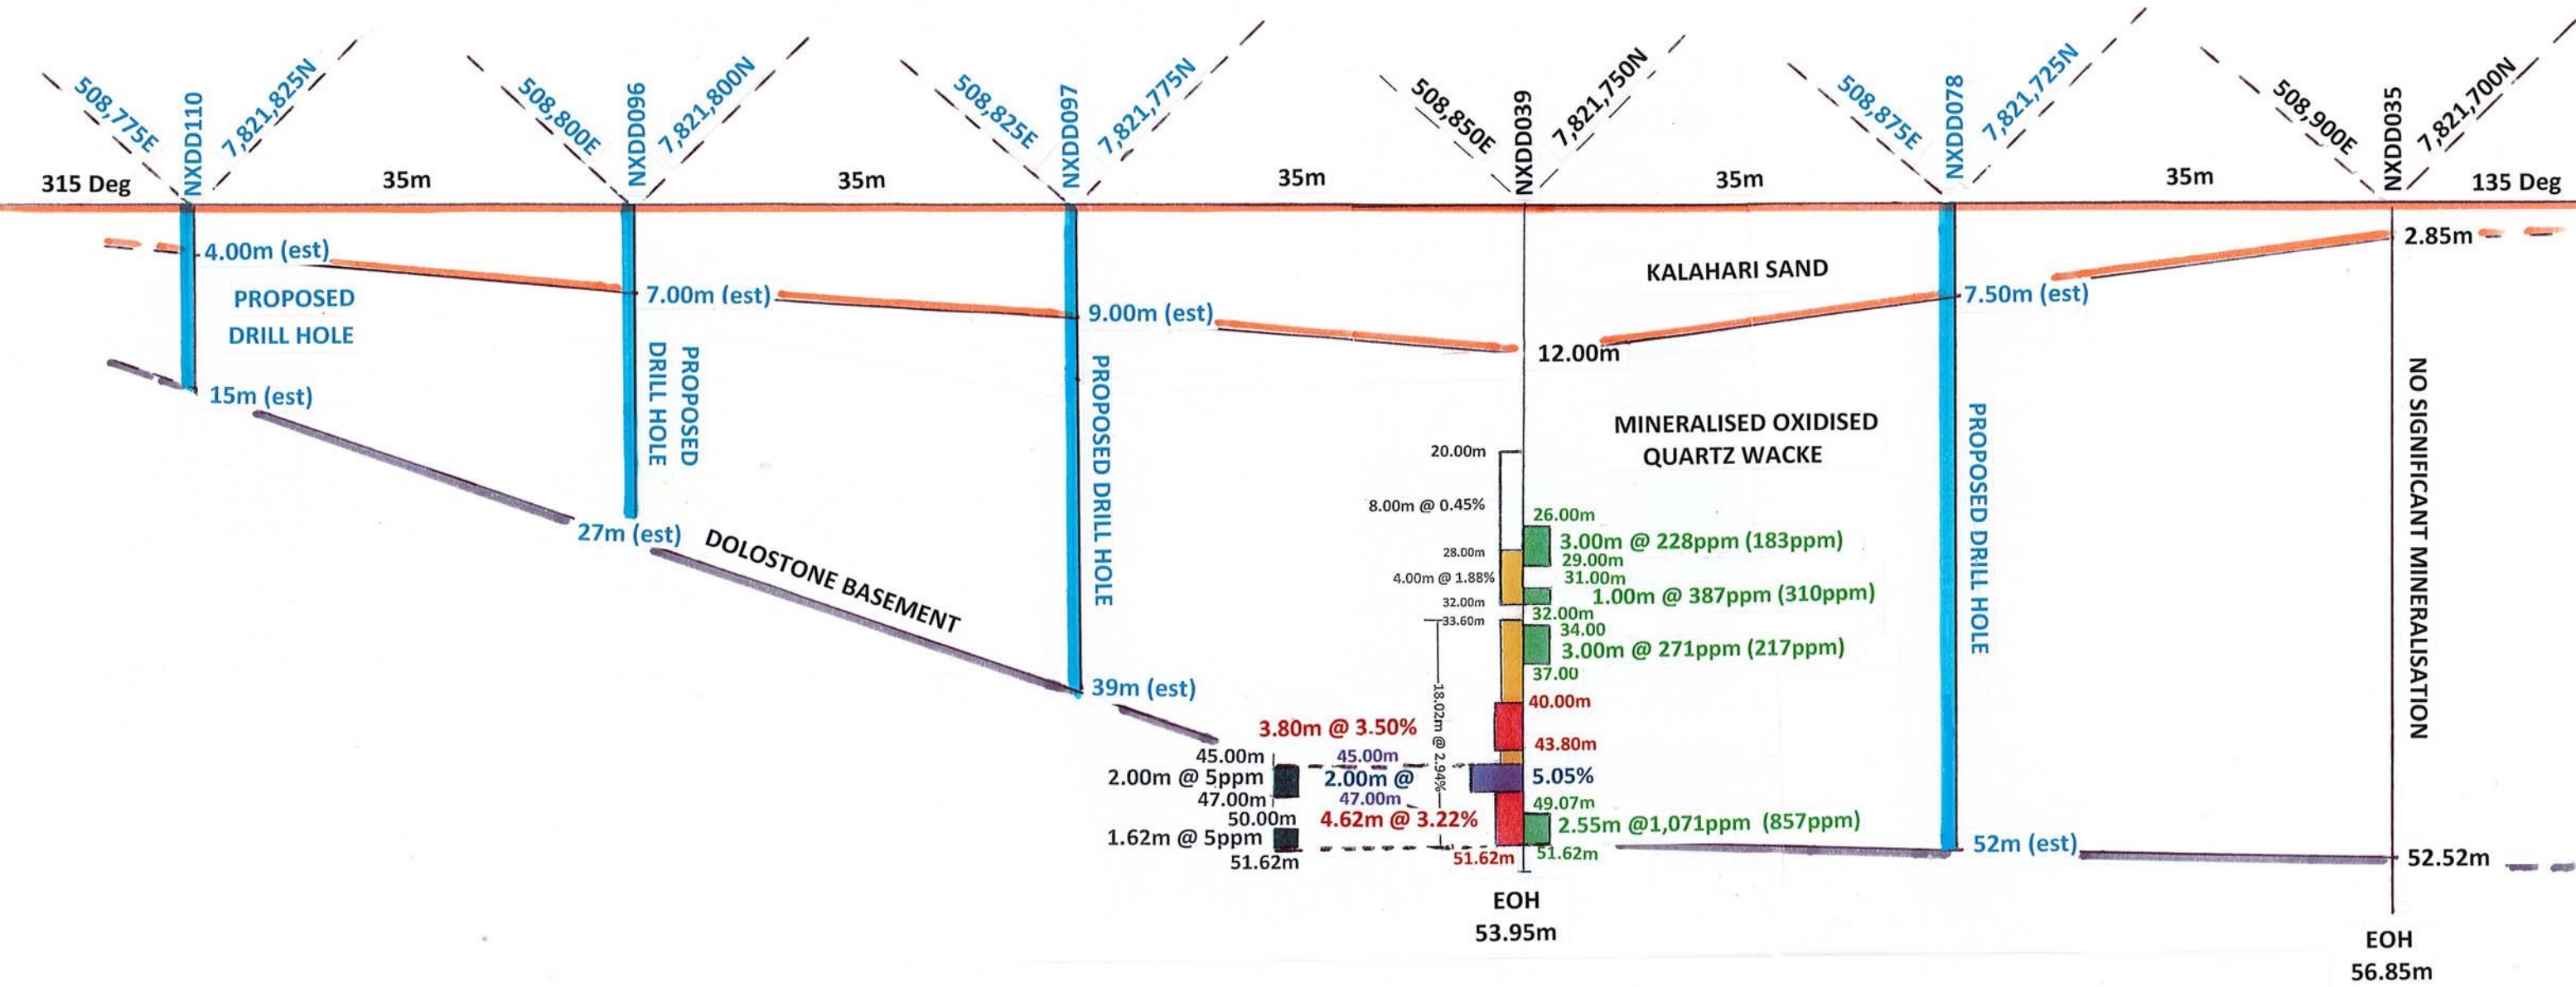 508,775E
NXDD110
7,821,825N
508,800E
NXDD096
7,821,800N
508,825E
NXDD097
7,821,775N
508,850E
NXDD039
7,821,750N
508,875E
NXDD078
7,821,725N
508,900E
NXDD035
7,821,700N
315 Deg
35m
35m
35m
35m
35m
135 Deg
4.00m (est)
PROPOSED
DRILL HOLE
15m (est)
7.00m (est)
PROPOSED
DRILL HOLE
27m (est)
DOLOSTONE BASEMENT
9.00m (est)
PROPOSED DRILL HOLE
39m (est)
KALAHARI SAND
12.00m
MINERALISED OXIDISED
QUARTZ WACKE
20.00m
8.00m @ 0.45%
28.00m
4.00m @ 1.88%
32.00m
33.60m
18.02m @ 2.94%
26.00m
3.00m @ 228ppm (183ppm)
29.00m
31.00m
1.00m @ 387ppm (310ppm)
32.00m
34.00
3.00m @ 271ppm (217ppm)
37.00
40.00m
3.80m @ 3.50%
43.80m
45.00m
45.00m
2.00m @ 5ppm
2.00m @
5.05%
47.00m
47.00m
49.07m
50.00m
4.62m @ 3.22%
2.55m @1,071ppm (857ppm)
1.62m @ 5ppm
51.62m
51.62m
51.62m
EOH
53.95m
7.50m (est)
PROPOSED DRILL HOLE
52m (est)
2.85m
NO SIGNIFICANT MINERALISATION
52.52m
EOH
56.85m